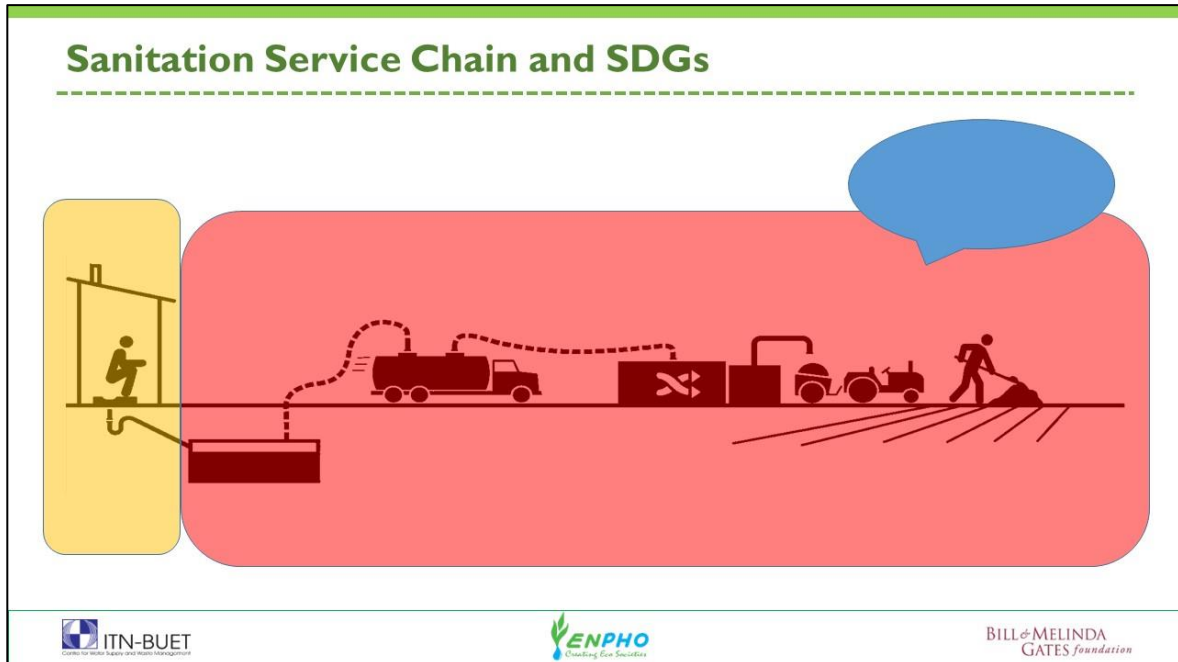 Sanitation Service Chain and SDGs
ITN-BUET
Centre for Water Supply and Waste Management
ENPHO
Creating Eco Societies
BILL & MELINDA
GATES foundation